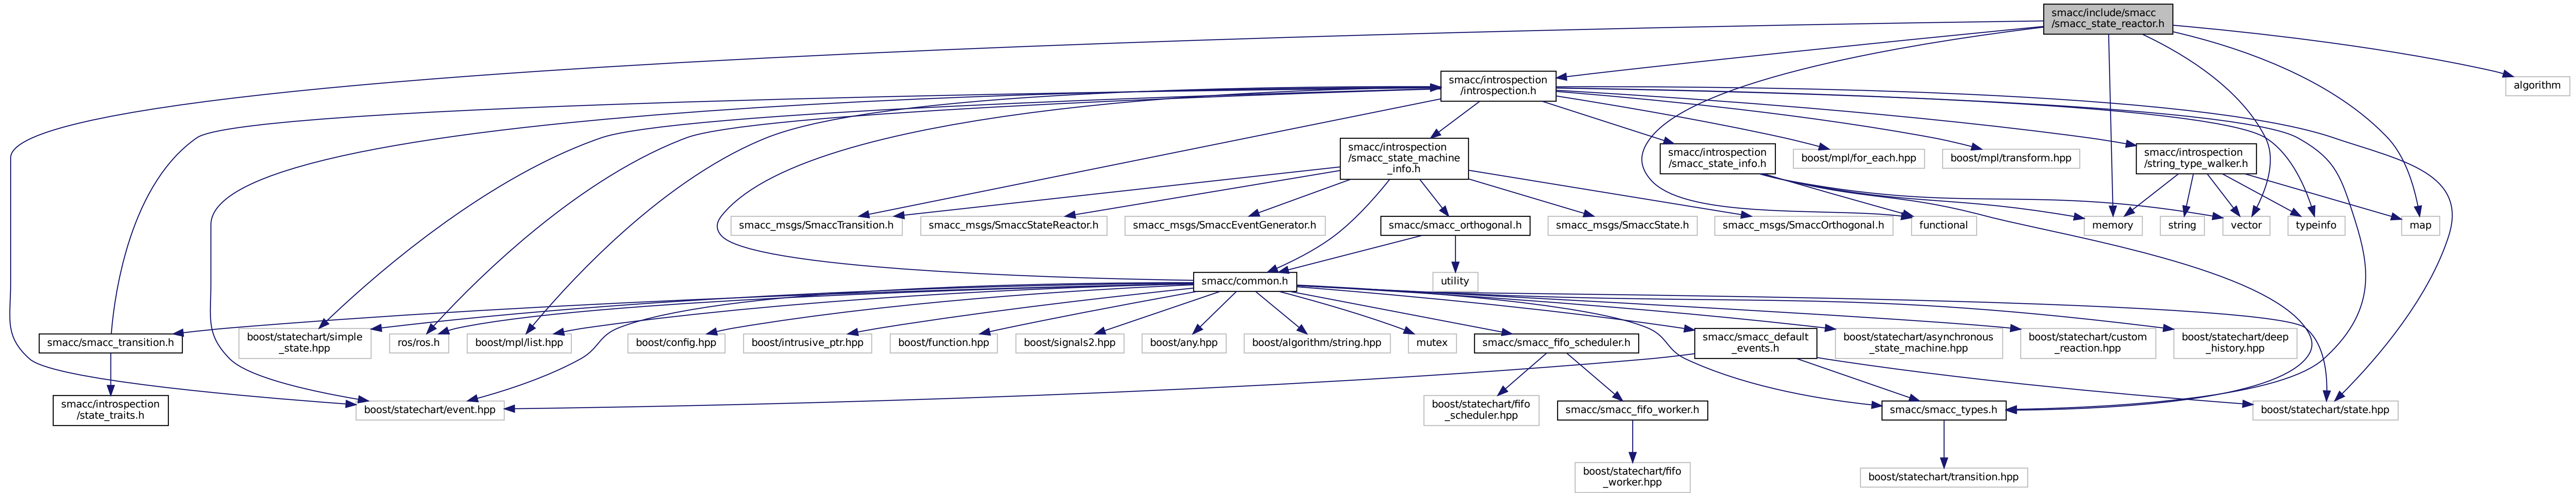 smacc/include/smacc
/smacc_state_reactor.h
smacc/introspection
/introspection.h
algorithm
smacc/introspection
/smacc_state_machine
_info.h
smacc/introspection
/smacc_state_info.h
boost/mpl/for_each.hpp
boost/mpl/transform.hpp
smacc/introspection
/string_type_walker.h
smacc_msgs/SmaccTransition.h
smacc_msgs/SmaccStateReactor.h
smacc_msgs/SmaccEventGenerator.h
smacc/smacc_orthogonal.h
smacc_msgs/SmaccState.h
smacc_msgs/SmaccOrthogonal.h
functional
memory
string
vector
typeinfo
map
smacc/common.h
utility
smacc/smacc_transition.h
boost/statechart/simple
_state.hpp
ros/ros.h
boost/mpl/list.hpp
boost/config.hpp
boost/intrusive_ptr.hpp
boost/function.hpp
boost/signals2.hpp
boost/any.hpp
boost/algorithm/string.hpp
mutex
smacc/smacc_fifo_scheduler.h
smacc/smacc_default
_events.h
boost/statechart/asynchronous
_state_machine.hpp
boost/statechart/custom
_reaction.hpp
boost/statechart/deep
_history.hpp
smacc/introspection
/state_traits.h
boost/statechart/event.hpp
boost/statechart/fifo
_scheduler.hpp
smacc/smacc_fifo_worker.h
smacc/smacc_types.h
boost/statechart/state.hpp
boost/statechart/fifo
_worker.hpp
boost/statechart/transition.hpp